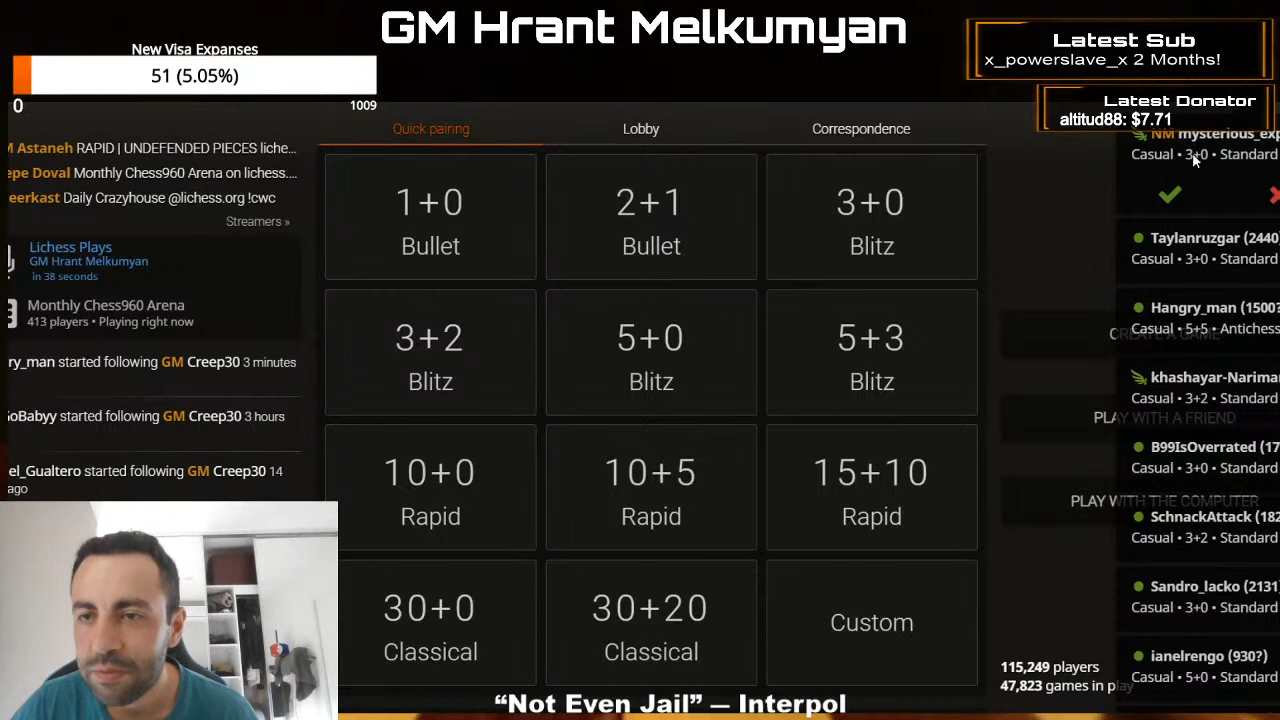 GM Hrant Melkumyan
New Visa Expanses
51 (5.05%)
0
1009
Latest Sub
x_powerslave_x 2 Months!
Latest Donator
altitud88: $7.71
M Astaneh RAPID | UNDEFENDED PIECES liche...
epe Doval Monthly Chess960 Arena on lichess....
eerkast Daily Crazyhouse @lichess.org !cwc
Streamers »
Lichess Plays
GM Hrant Melkumyan
in 38 seconds
Monthly Chess960 Arena
413 players • Playing right now
ry_man started following GM Creep30 3 minutes
oBabyy started following GM Creep30 3 hours
el_Gualtero started following GM Creep30 14
ago
Quick pairing
Lobby
Correspondence
1+0
Bullet
2+1
Bullet
3+0
Blitz
3+2
Blitz
5+0
Blitz
5+3
Blitz
10+0
Rapid
10+5
Rapid
15+10
Rapid
30+0
Classical
30+20
Classical
Custom
NM mysterious_exp
Casual • 3+0 • Standard
Taylanruzgar (2440)
Casual • 3+0 • Standard
Hangry_man (1500?
Casual • 5+5 • Antichess
CREATE A GAME
khashayar-Nariman
Casual • 3+2 • Standard
PLAY WITH A FRIEND
B99IsOverrated (17
Casual • 3+0 • Standard
PLAY WITH THE COMPUTER
SchnackAttack (182
Casual • 3+2 • Standard
Sandro_lacko (2131)
Casual • 3+0 • Standard
ianelrengo (930?)
Casual • 5+0 • Standard
115,249 players
47,823 games in play
“Not Even Jail” — Interpol